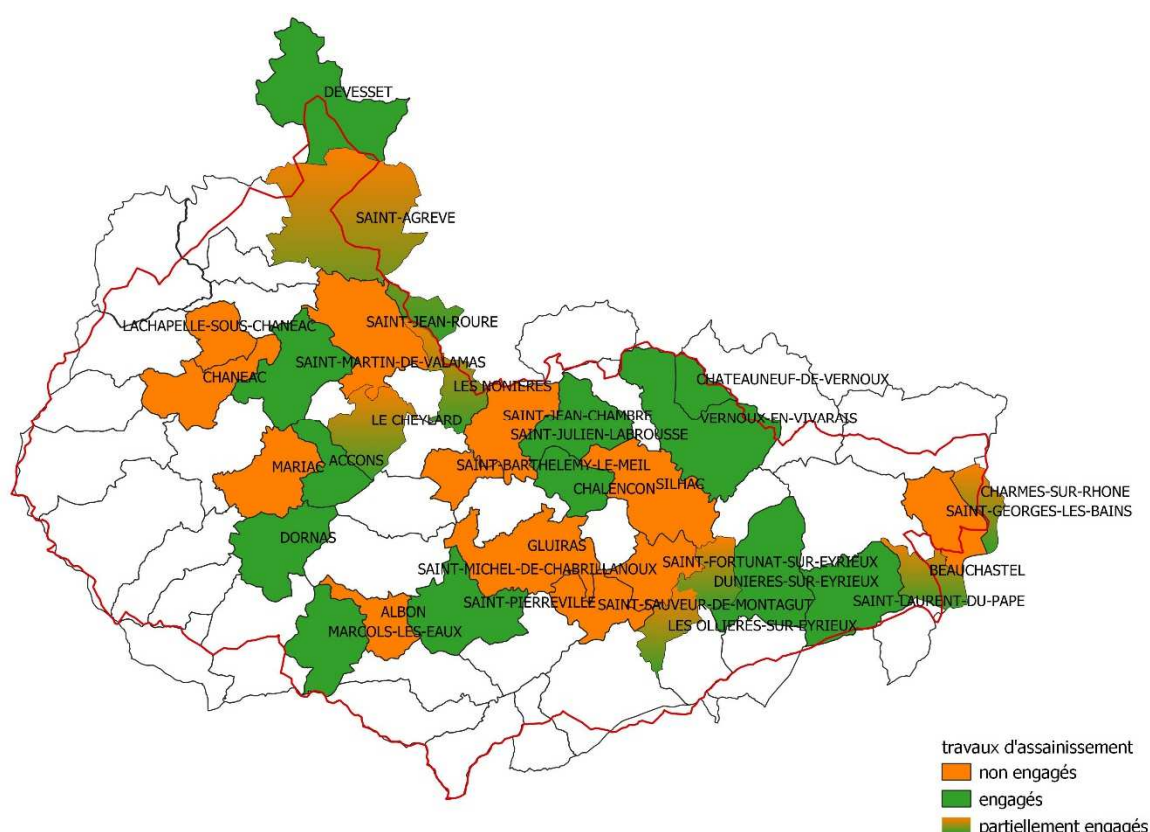 DEVESSET
SAINT-AGREVE
LACHAPELLE-SOUS-CHANEAC
SAINT-JEAN-ROURE
SAINT-MARTIN-DE-VALAMAS
CHANEAC
LES NONIERES
CHATEAUNEUF-DE-VERNOUX
LE CHEYLARD
SAINT-JEAN-CHAMBRE
VERNOUX-EN-VIVARAIS
SAINT-JULIEN-LABROUSSE
MARIAC
ACCONS
SAINT-BARTHELEMY-LE-MEIL
CHALENCON
SILHAC
CHARMES-SUR-RHONE
SAINT-GEORGES-LES-BAINS
DORNAS
GLUIRAS
SAINT-FORTUNAT-SUR-EYRIEUX
BEAUCHASTEL
SAINT-MICHEL-DE-CHABRILLANOUX
DUNIERES-SUR-EYRIEUX
ALBON
SAINT-PIERREVILLE
SAINT-SAUVEUR-DE-MONTAGUT
SAINT-LAURENT-DU-PAPE
MARCOLS-LES-EAUX
LES OLLIERES-SUR-EYRIEUX
travaux d'assainissement
non engagés
engagés
partiellement engagés